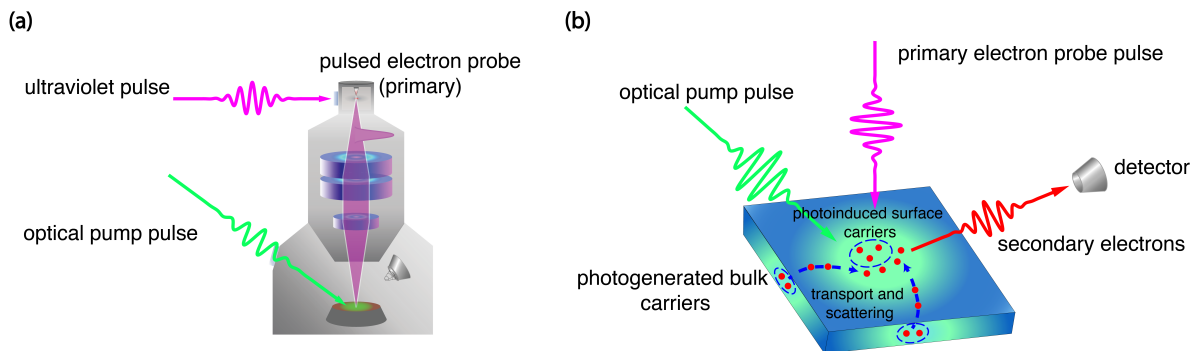 (a)
ultraviolet pulse
pulsed electron probe
(primary)
optical pump pulse
(b)
primary electron probe pulse
optical pump pulse
detector
photoinduced surface
carriers
secondary electrons
photogenerated bulk
carriers
transport and
scattering